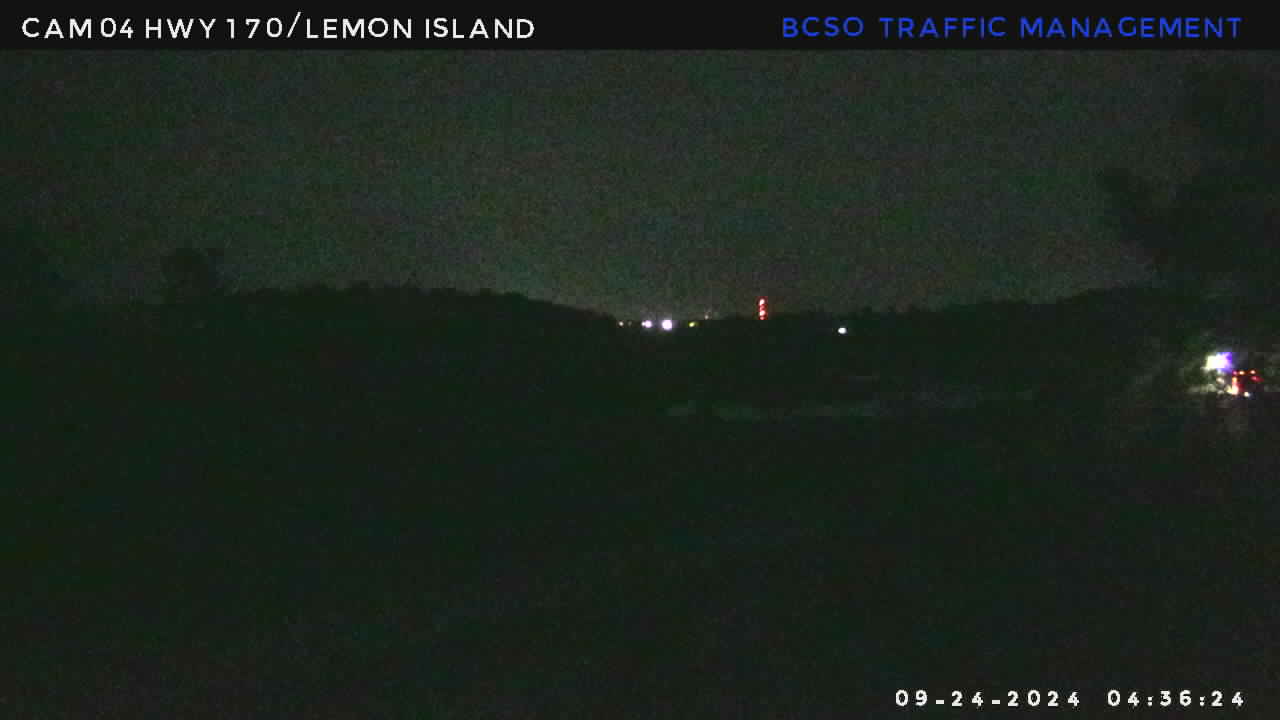 CAM04 HWY 170/LEMON ISLAND
BCSO TRAFFIC MANAGEMENT
09-24-2024 04:36:24